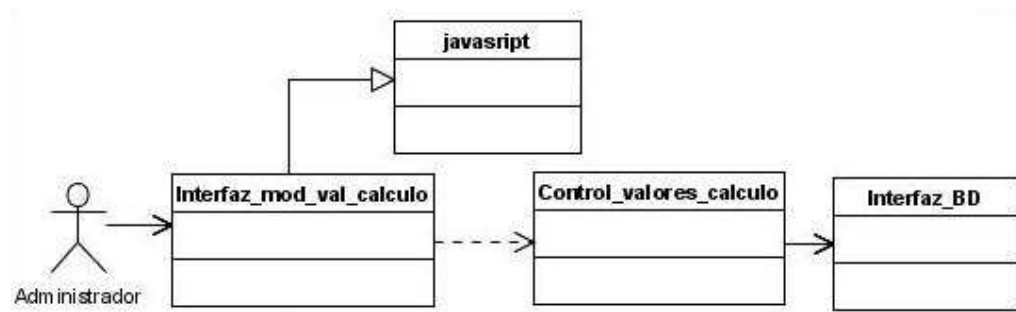 javasript
Interfaz_mod_val_calculo
Control_valores_calculo
Interfaz_BD
Administrador